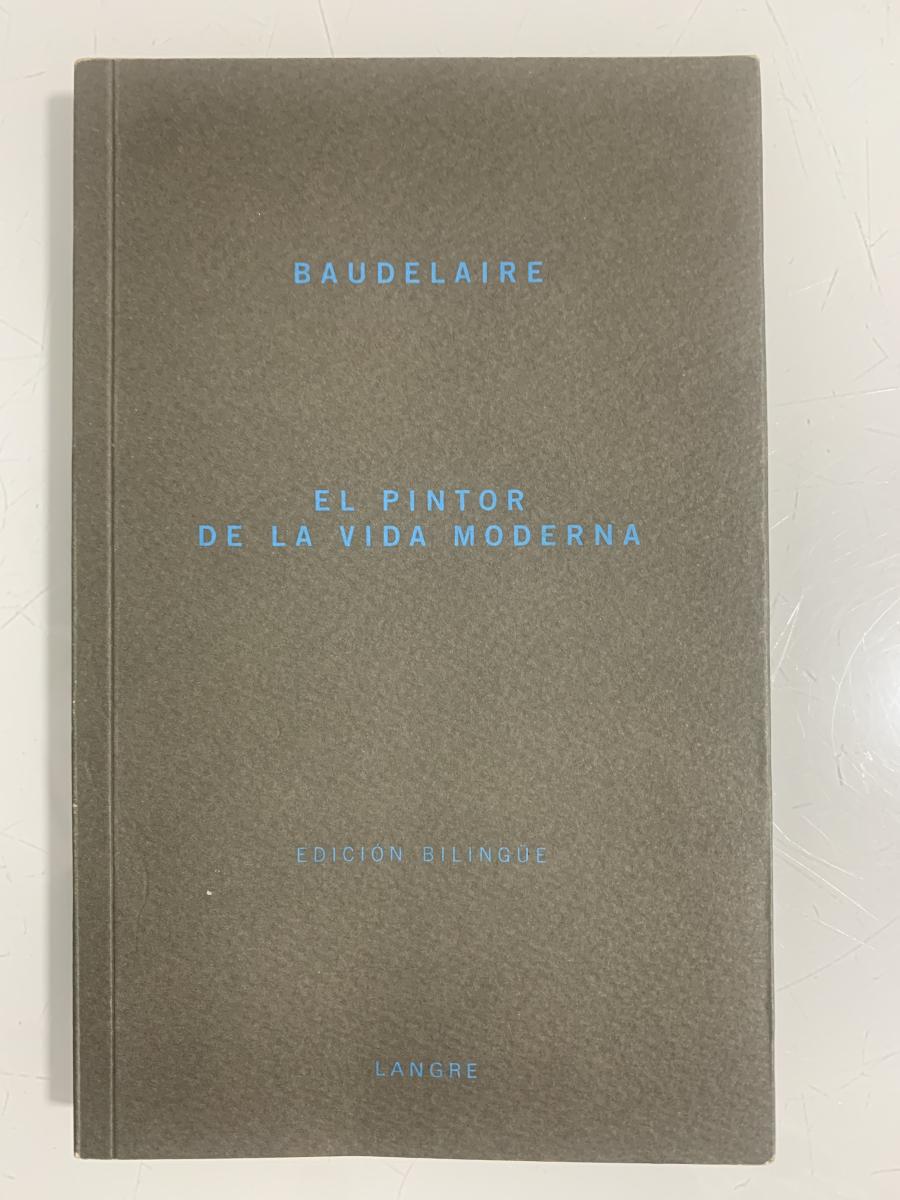 BAUDELAIRE
EL PINTOR
DE LA VIDA MODERNA
EDICIÓN BILINGÜE
LANGRE